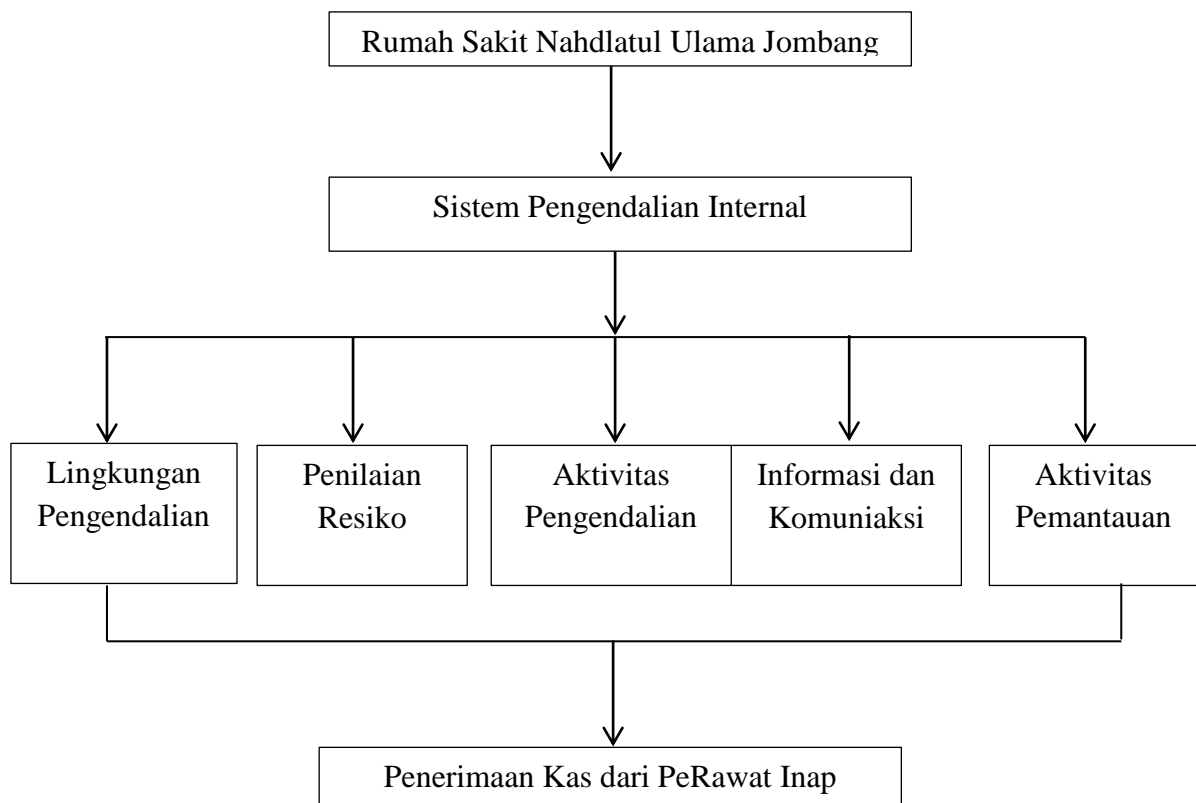 Rumah Sakit Nahdlatul Ulama Jombang
Sistem Pengendalian Internal
Lingkungan
Pengendalian
Penilaian
Resiko
Aktivitas
Pengendalian
Informasi dan
Komuniaksi
Aktivitas
Pemantauan
Penerimaan Kas dari PeRawat Inap